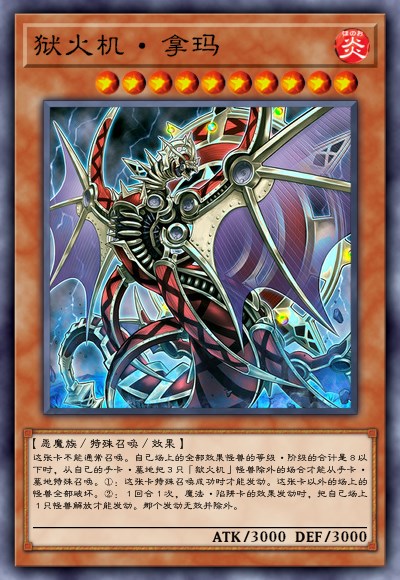 狱火机·拿玛
ほのお
炎
【恶魔族／特殊召唤／效果】
这张卡不能通常召唤。自己场上的全部效果怪兽的等级·阶级的合计是8以
下时，从自己的手卡·墓地把3只「狱火机」怪兽除外的场合才能从手卡·
墓地特殊召唤。①：这张卡特殊召唤成功时才能发动。这张卡以外的场上的
怪兽全部破坏。②：1回合1次，魔法·陷阱卡的效果发动时，把自己场上
1只怪兽解放才能发动。那个发动无效并除外。
ATK/3000 DEF/3000